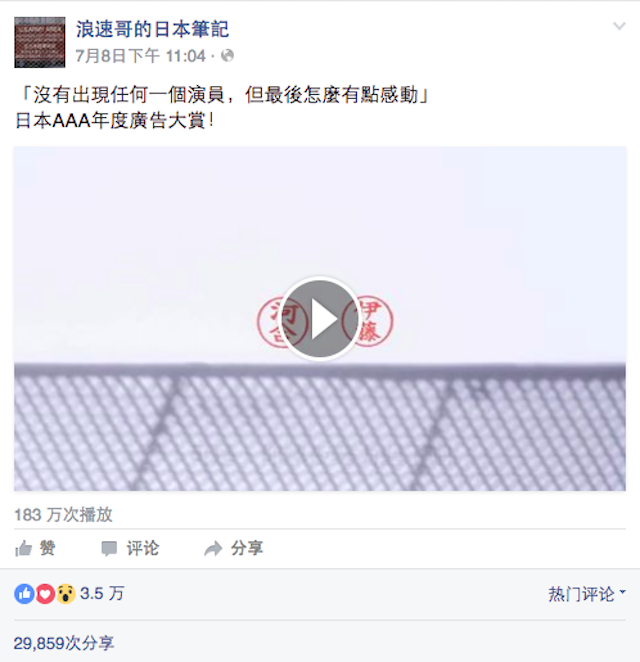 浪速哥的日本筆記
7月8日下午 11:04
「沒有出現任何一個演員，但最後怎麼有點感動」
日本AAA年度廣告大賞！
河合
伊藤
183 万次播放
赞 评论 分享
3.5 万 热门评论
29,859次分享